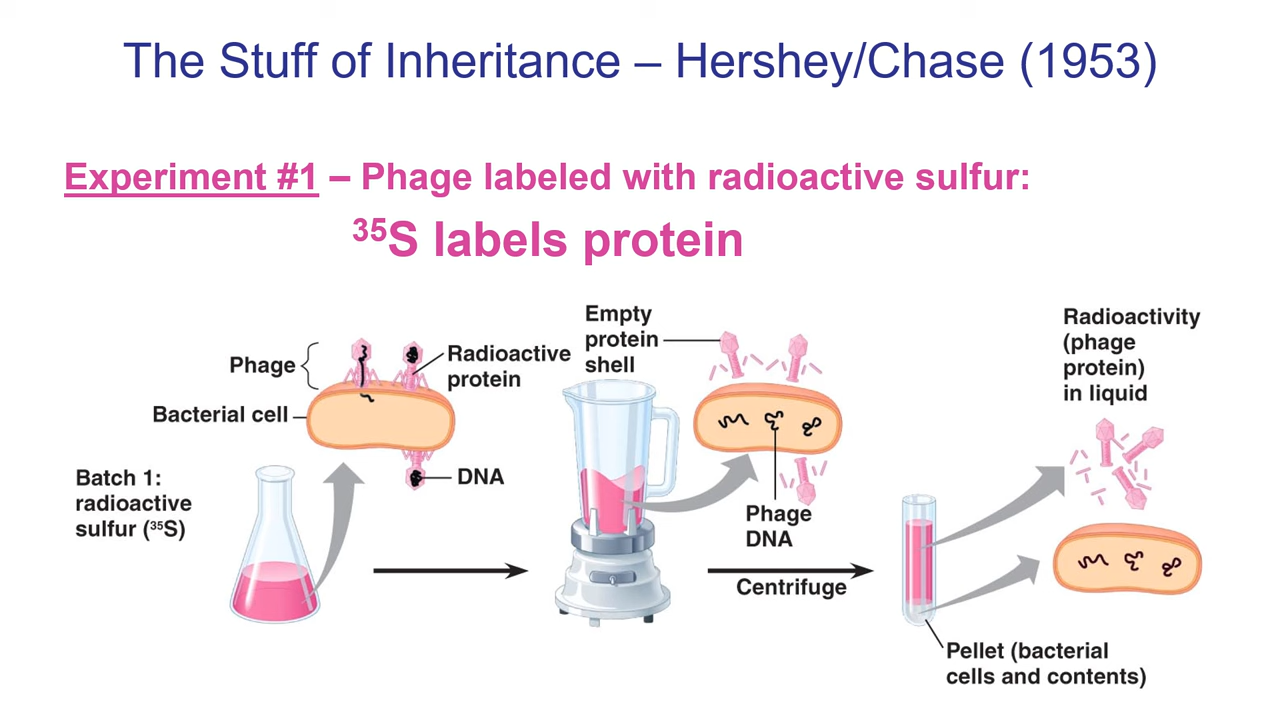 The Stuff of Inheritance – Hershey/Chase (1953)
Experiment #1 – Phage labeled with radioactive sulfur:
³⁵S labels protein
Phage
Radioactive
protein
Bacterial cell
DNA
Batch 1:
radioactive
sulfur (³⁵S)
Empty
protein
shell
Phage
DNA
Centrifuge
Radioactivity
(phage
protein)
in liquid
Pellet (bacterial
cells and contents)